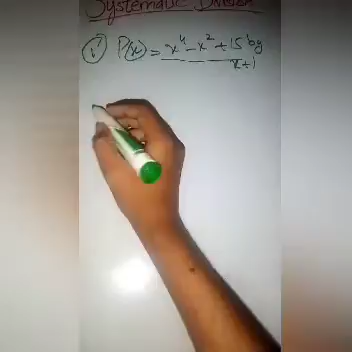 Systematic Division
v P(x) = x⁴ - x² + 15 by
x+1